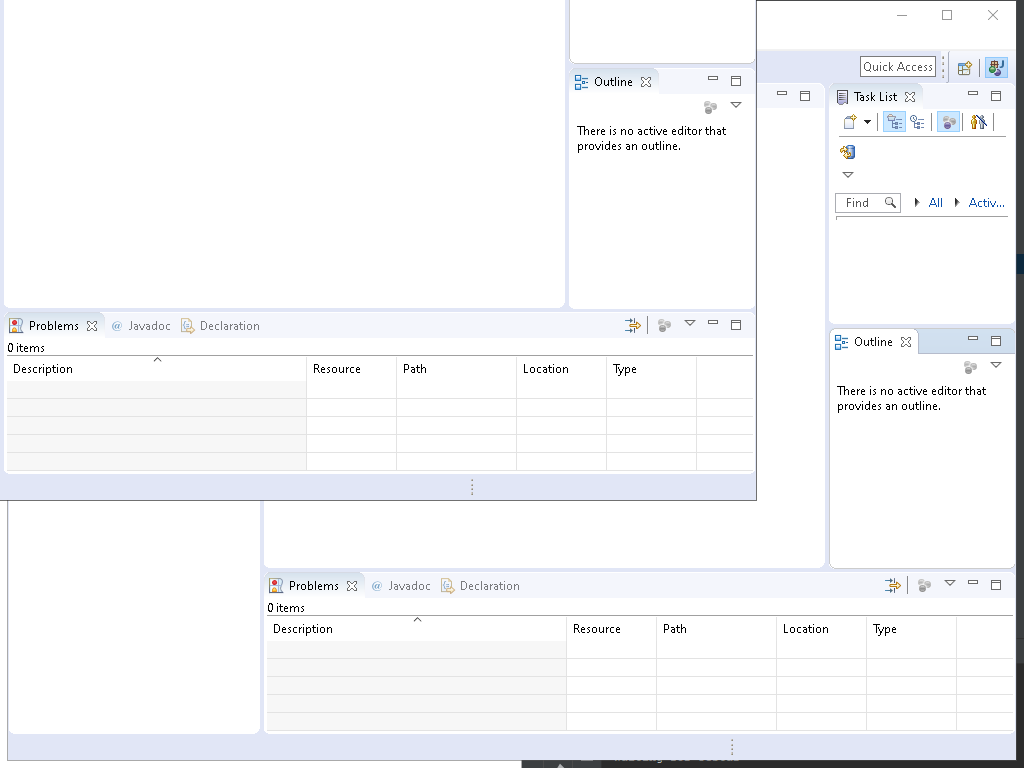 Outline
There is no active editor that
provides an outline.
Problems
@ Javadoc
Declaration
0 items
Description Resource Path Location Type
Quick Access
Task List
Find
All
Activ...
Outline
There is no active editor that
provides an outline.
Problems
@ Javadoc
Declaration
0 items
Description Resource Path Location Type